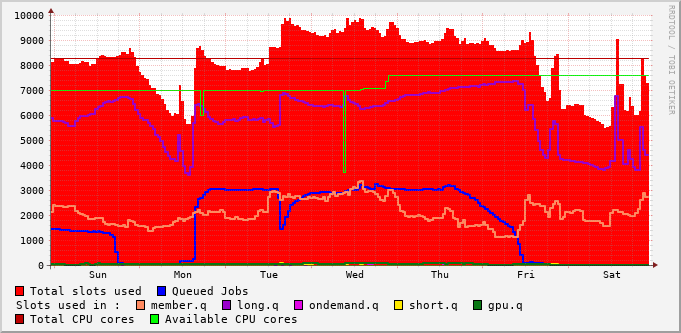 10000
9000
8000
7000
6000
5000
4000
3000
2000
1000
0
Sun Mon Tue Wed Thu Fri Sat
RRDTOOL / TOBI OETIKER
Total slots used Queued Jobs
Slots used in : member.q long.q ondemand.q short.q gpu.q
Total CPU cores Available CPU cores